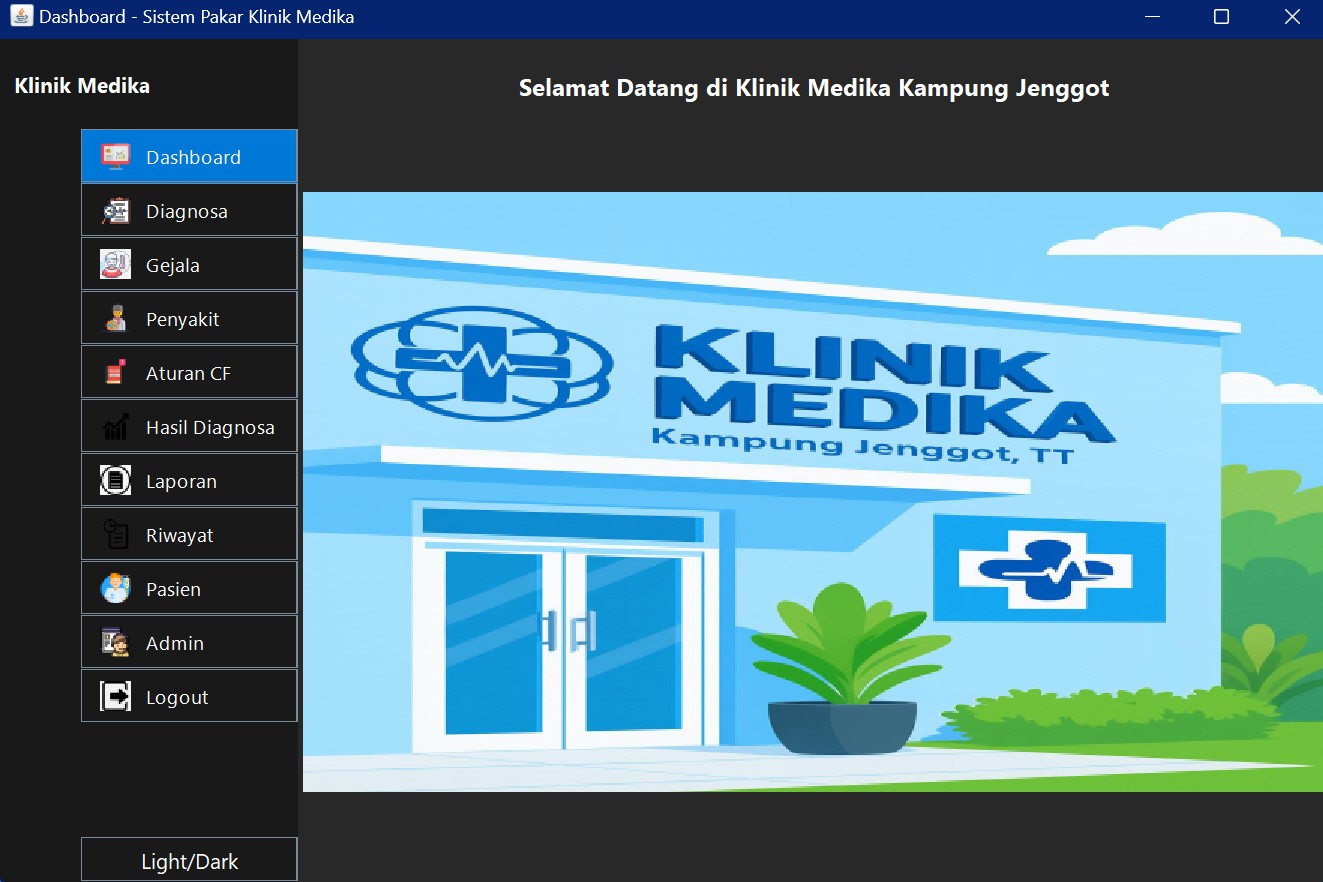 Dashboard - Sistem Pakar Klinik Medika
Klinik Medika
Dashboard
Diagnosa
Gejala
Penyakit
Aturan CF
Hasil Diagnosa
Laporan
Riwayat
Pasien
Admin
Logout
Light/Dark
Selamat Datang di Klinik Medika Kampung Jenggot
KLINIK
MEDIKA
Kampung Jenggot, TT